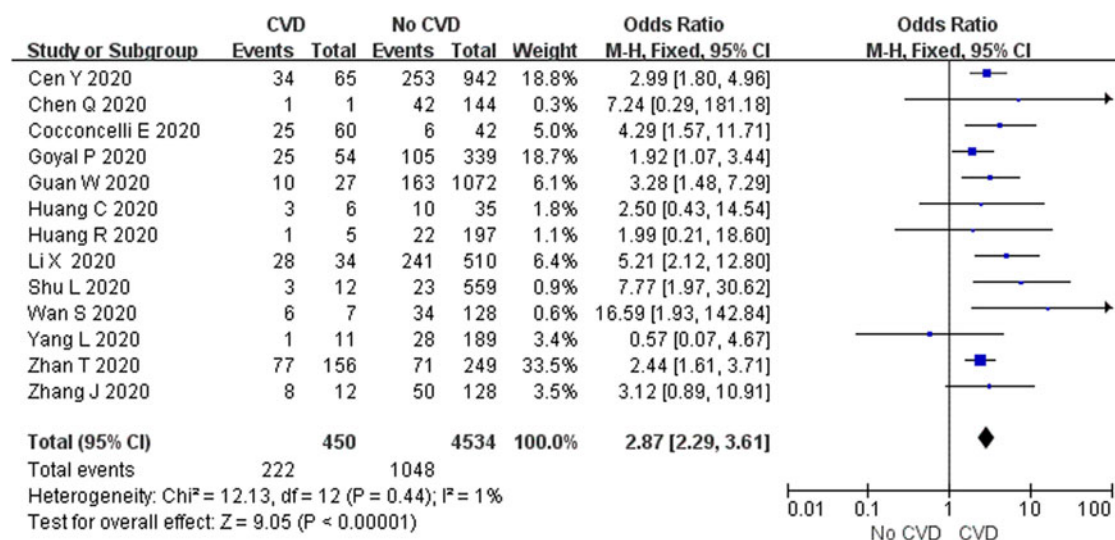 CVD No CVD Odds Ratio Odds Ratio
Study or Subgroup Events Total Events Total Weight M-H, Fixed, 95% CI M-H, Fixed, 95% CI
Cen Y 2020 34 65 253 942 18.8% 2.99 [1.80, 4.96]
Chen Q 2020 1 1 42 144 0.3% 7.24 [0.29, 181.18]
Cocconcelli E 2020 25 60 6 42 5.0% 4.29 [1.57, 11.71]
Goyal P 2020 25 54 105 339 18.7% 1.92 [1.07, 3.44]
Guan W 2020 10 27 163 1072 6.1% 3.28 [1.48, 7.29]
Huang C 2020 3 6 10 35 1.8% 2.50 [0.43, 14.54]
Huang R 2020 1 5 22 197 1.1% 1.99 [0.21, 18.60]
Li X 2020 28 34 241 510 6.4% 5.21 [2.12, 12.80]
Shu L 2020 3 12 23 559 0.9% 7.77 [1.97, 30.62]
Wan S 2020 6 7 34 128 0.6% 16.59 [1.93, 142.84]
Yang L 2020 1 11 28 189 3.4% 0.57 [0.07, 4.67]
Zhan T 2020 77 156 71 249 33.5% 2.44 [1.61, 3.71]
Zhang J 2020 8 12 50 128 3.5% 3.12 [0.89, 10.91]
Total (95% CI) 450 4534 100.0% 2.87 [2.29, 3.61]
Total events 222 1048
Heterogeneity: Chi² = 12.13, df = 12 (P = 0.44); I² = 1%
Test for overall effect: Z = 9.05 (P < 0.00001)
0.01 0.1 1 10 100
No CVD CVD